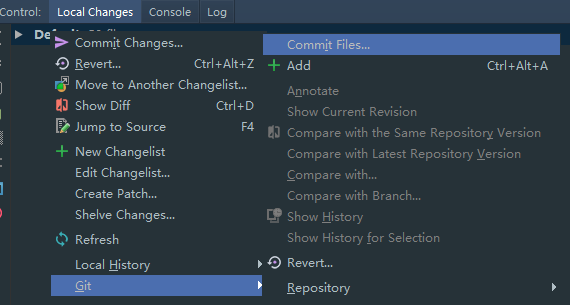 Control: Local Changes Console Log
Commit Changes...
Revert... Ctrl+Alt+Z
Move to Another Changelist...
Show Diff Ctrl+D
Jump to Source F4
New Changelist
Edit Changelist...
Create Patch...
Shelve Changes...
Refresh
Local History
Git
Commit Files...
Add Ctrl+Alt+A
Annotate
Show Current Revision
Compare with the Same Repository Version
Compare with Latest Repository Version
Compare with...
Compare with Branch...
Show History
Show History for Selection
Revert...
Repository